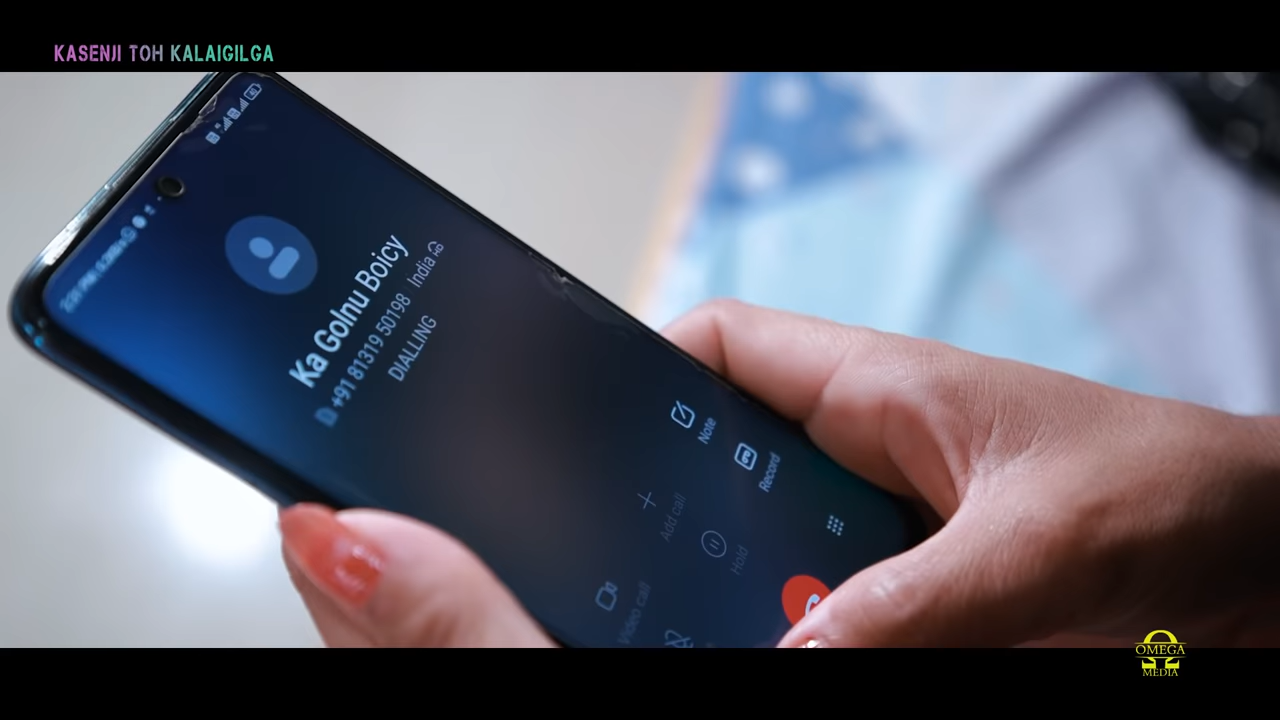 KASENJI TOH KALAIGILGA
Ka Golnu Boicy
+91 81319 50198 India HD
DIALLING
Note
Record
Add call
Hold
Video call
OMEGA
MEDIA